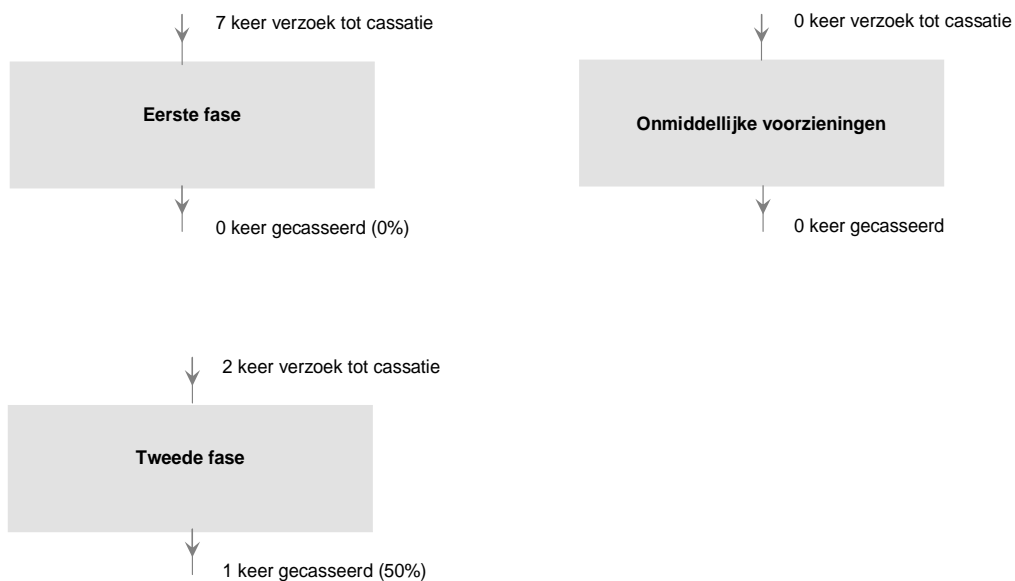 7 keer verzoek tot cassatie
Eerste fase
0 keer gecasseerd (0%)
0 keer verzoek tot cassatie
Onmiddellijke voorzieningen
0 keer gecasseerd
2 keer verzoek tot cassatie
Tweede fase
1 keer gecasseerd (50%)